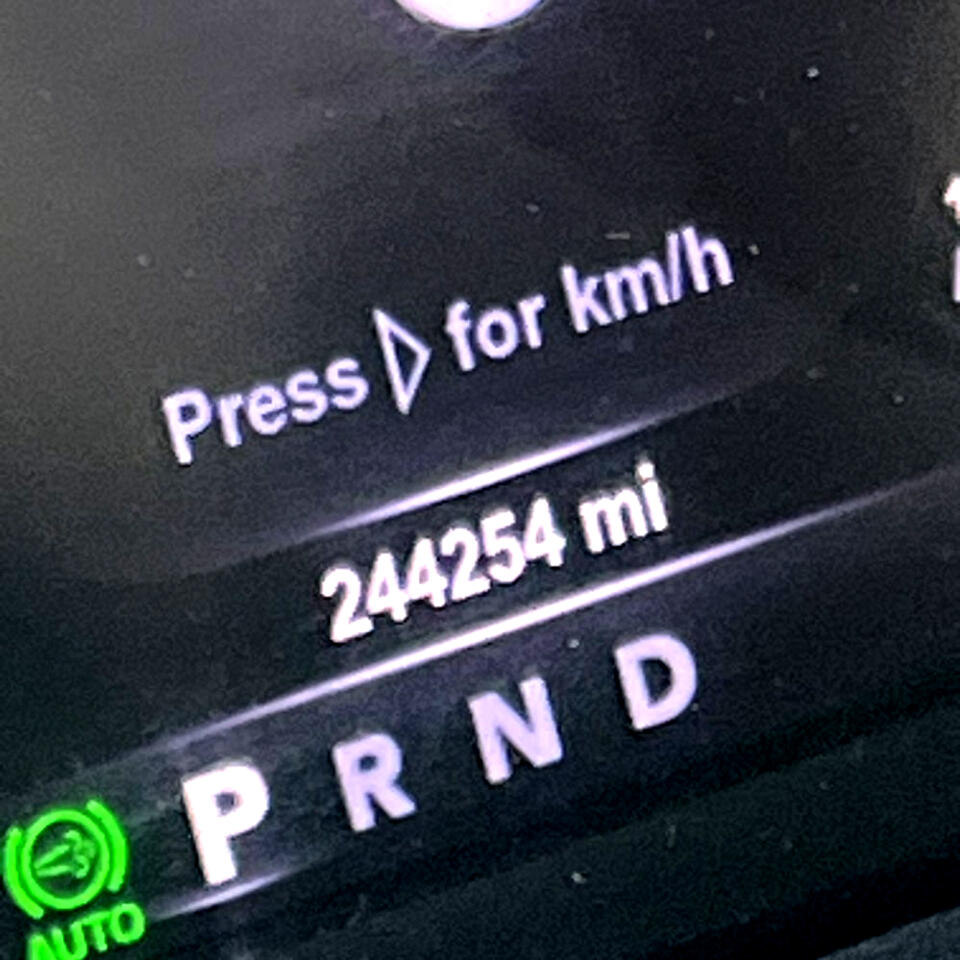 Press ▷ for km/h
244254 mi
P R N D
AUTO